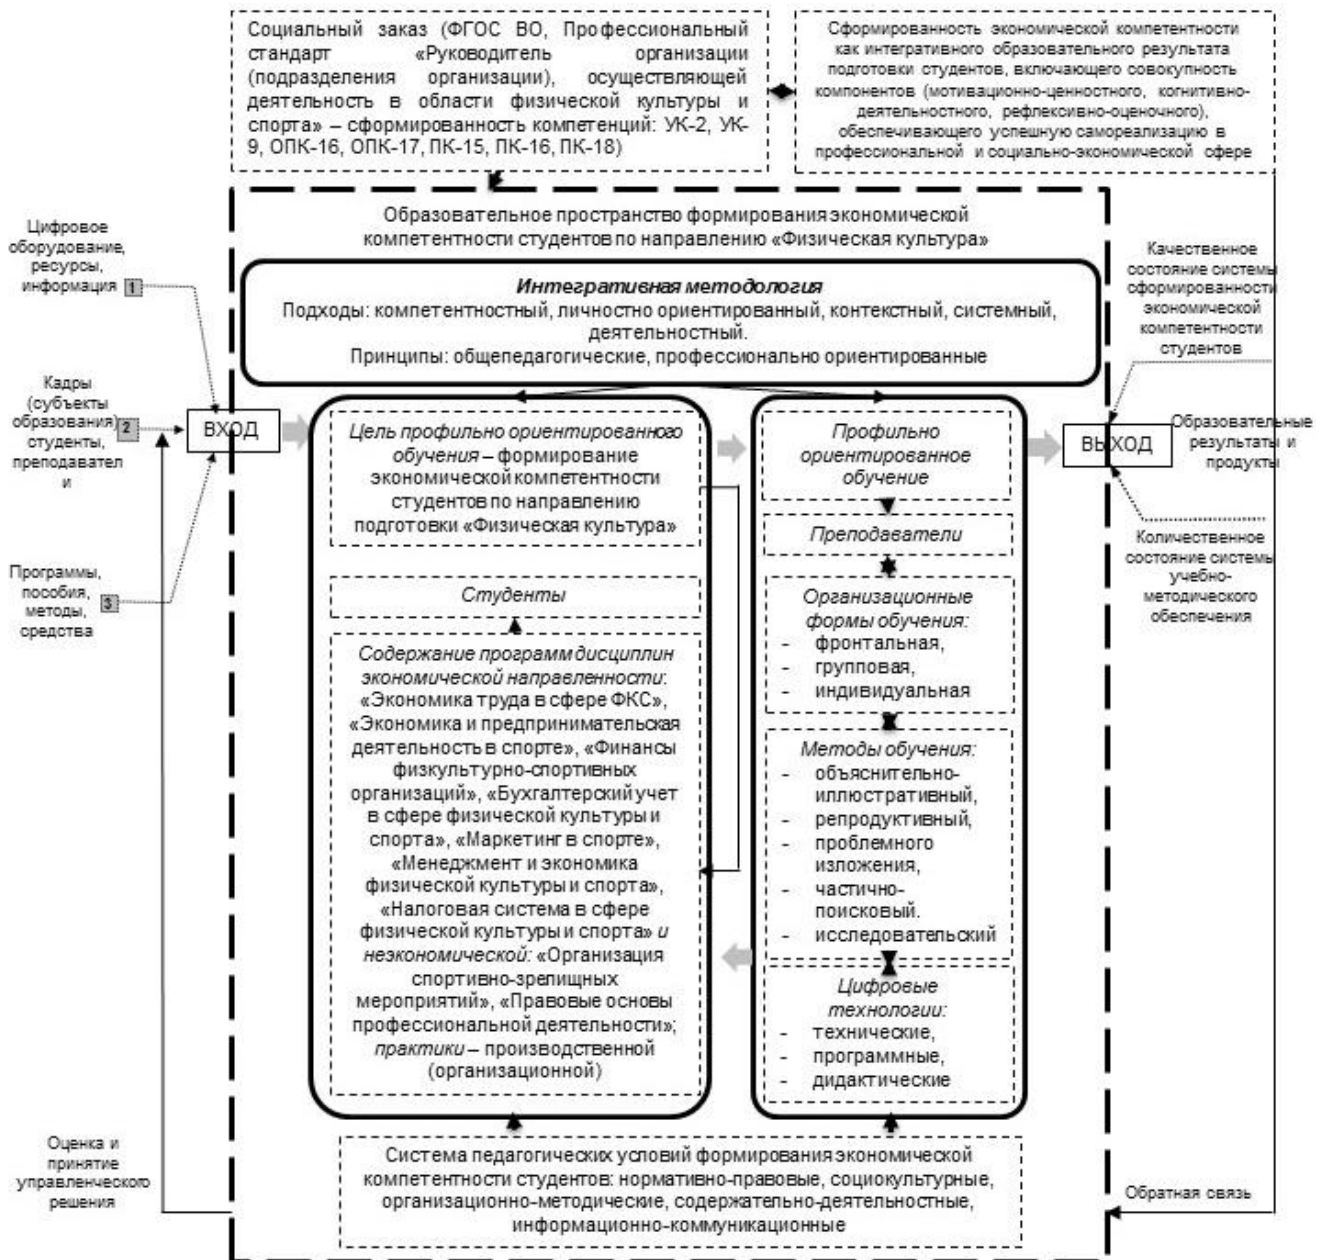 Социальный заказ (ФГОС ВО, Профессиональный
стандарт «Руководитель организации
(подразделения организации), осуществляющей
деятельность в области физической культуры и
спорта» – сформированность компетенций: УК-2, УК-
9, ОПК-16, ОПК-17, ПК-15, ПК-16, ПК-18)
Сформированность экономической компетентности
как интегративного образовательного результата
подготовки студентов, включающего совокупность
компонентов (мотивационно-ценностного, когнитивно-
деятельностного, рефлексивно-оценочного),
обеспечивающего успешную самореализацию в
профессиональной и социально-экономической сфере
Образовательное пространство формирования экономической
компетентности студентов по направлению «Физическая культура»
Интегративная методология
Подходы: компетентностный, личностно ориентированный, контекстный, системный,
деятельностный.
Принципы: общепедагогические, профессионально ориентированные
Цифровое
оборудование,
ресурсы,
информация 1
Кадры
(субъекты
образования)
студенты,
преподавател
и
2
Программы,
пособия,
методы,
средства
3
ВХОД
Цель профильно ориентированного
обучения – формирование
экономической компетентности
студентов по направлению
подготовки «Физическая культура»
Студенты
Содержание программ дисциплин
экономической направленности:
«Экономика труда в сфере ФКС»,
«Экономика и предпринимательская
деятельность в спорте», «Финансы
физкультурно-спортивных
организаций», «Бухгалтерский учет
в сфере физической культуры и
спорта», «Маркетинг в спорте»,
«Менеджмент и экономика
физической культуры и спорта»,
«Налоговая система в сфере
физической культуры и спорта» и
неэкономической: «Организация
спортивно-зрелищных
мероприятий», «Правовые основы
профессиональной деятельности»;
практики – производственной
(организационной)
Профильно
ориентированное
обучение
Преподаватели
Организационные
формы обучения:
- фронтальная,
- групповая,
- индивидуальная
Методы обучения:
- объяснительно-
иллюстративный,
- репродуктивный,
- проблемного
изложения,
- частично-
поисковый.
- исследовательский
Цифровые
технологии:
- технические,
- программные,
- дидактические
ВЫХОД
Качественное
состояние системы
сформированности
экономической
компетентности
студентов
Образовательные
результаты и
продукты
Количественное
состояние системы
учебно-
методического
обеспечения
Система педагогических условий формирования экономической
компетентности студентов: нормативно-правовые, социокультурные,
организационно-методические, содержательно-деятельностные,
информационно-коммуникационные
Оценка и
принятие
управленческого
решения
Обратная связь